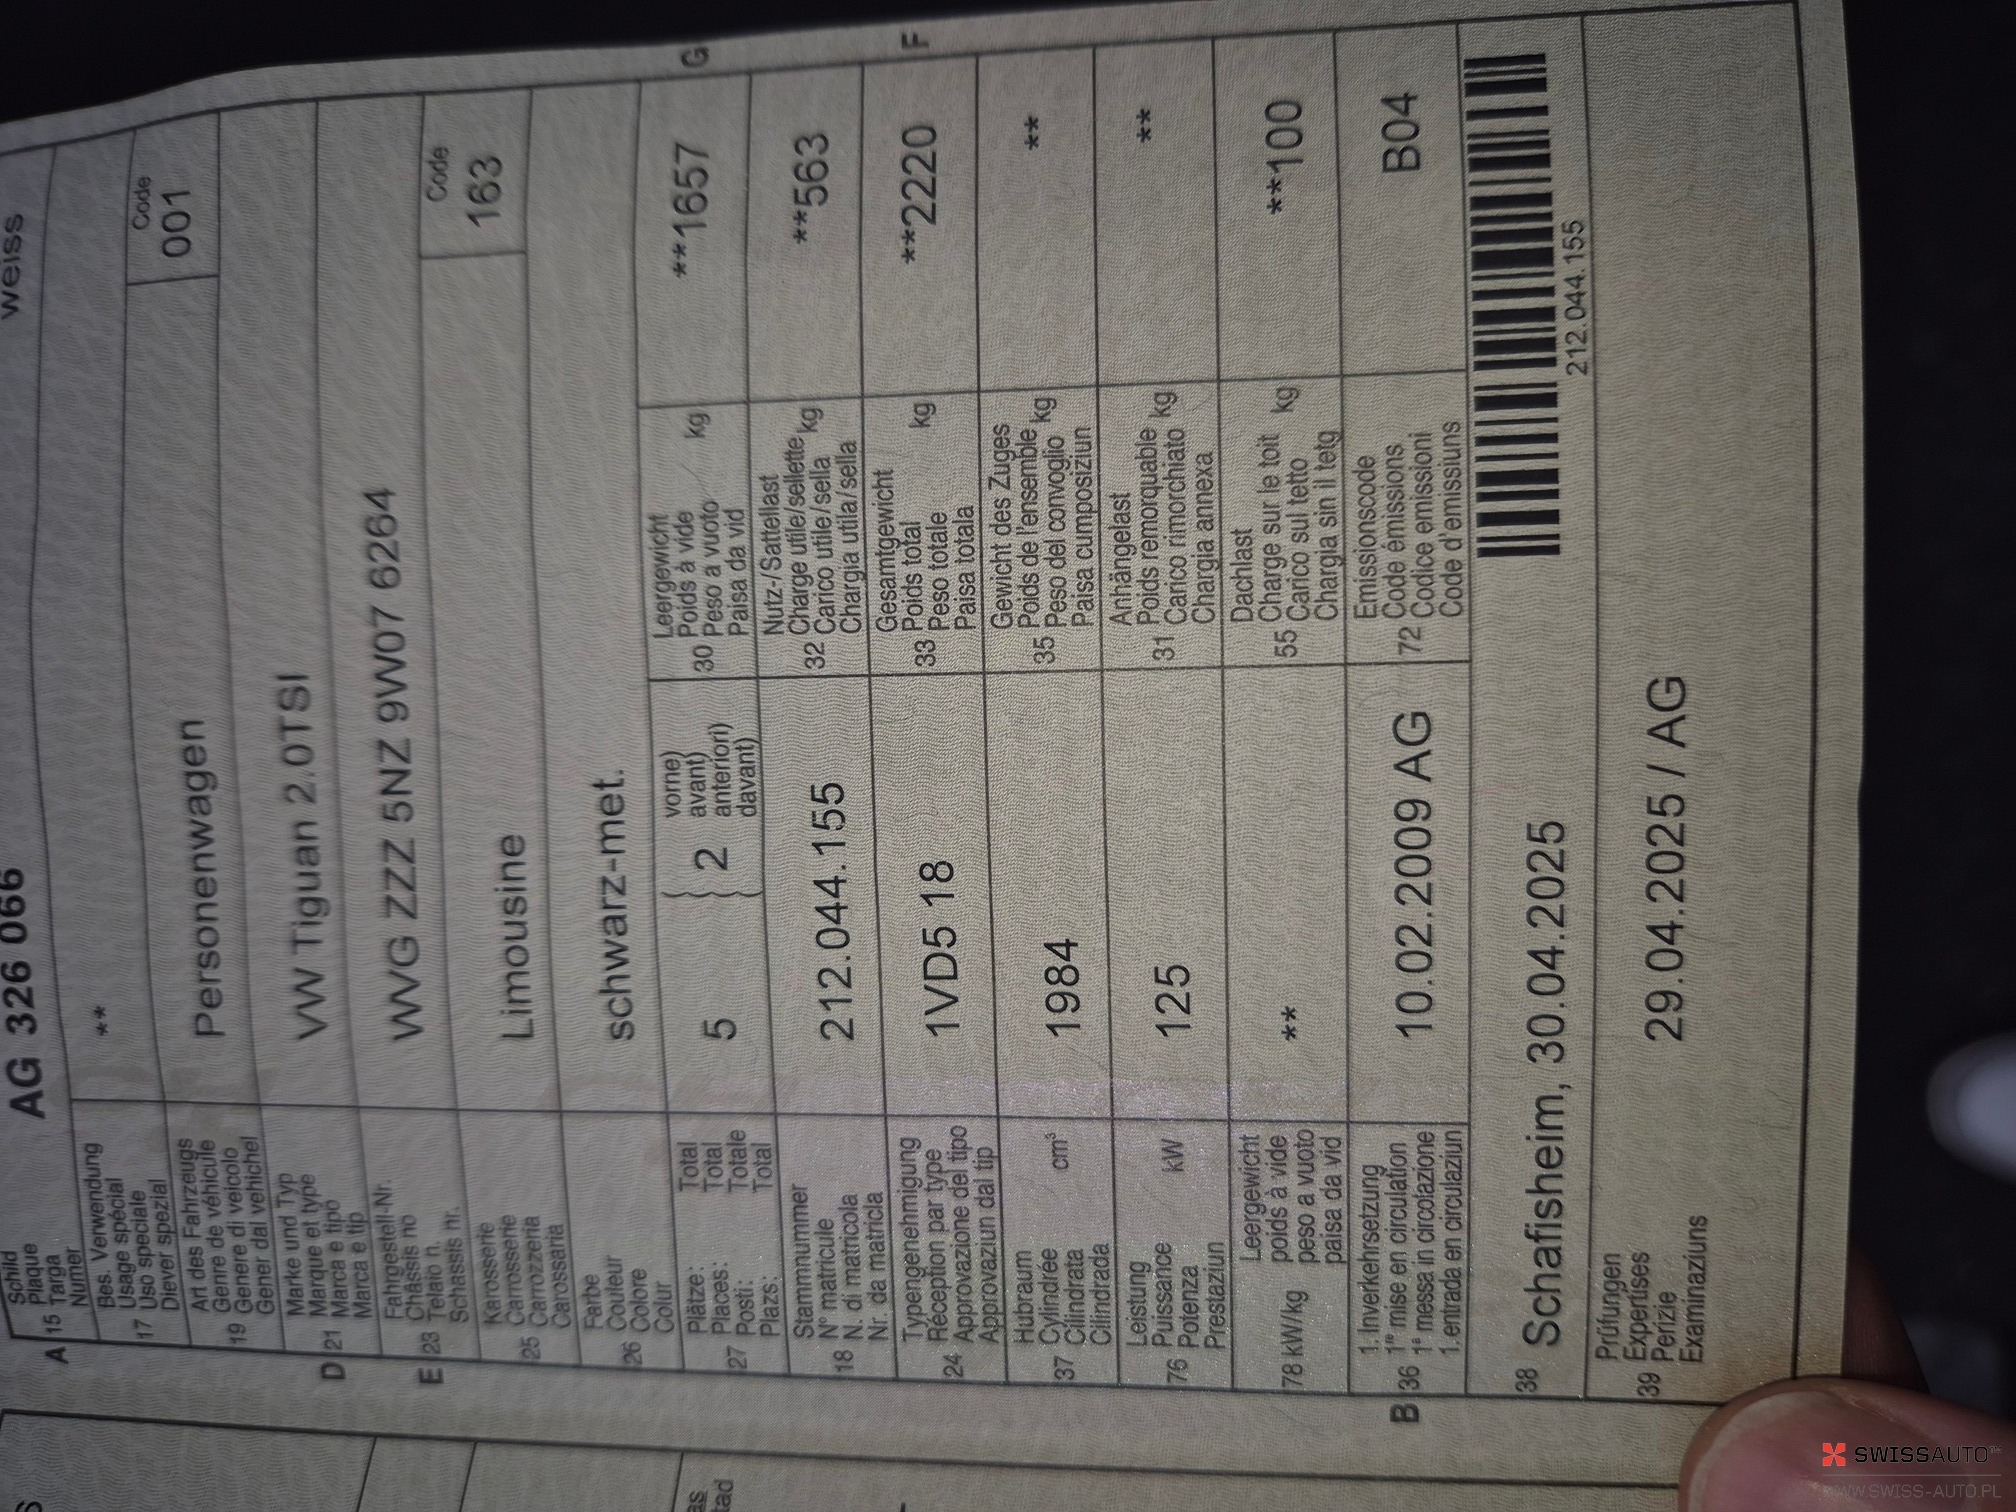 Schild
Plaque
A 15 Targa
Numer
AG 326 066
weiss
Bes. Verwendung
Usage spécial
17 Uso speciale
Diever spezial
**
Code
001
Art des Fahrzeugs
Genre de véhicule
19 Genere di veicolo
Gener dal vehichel
Personenwagen
Marke und Typ
Marque et type
D 21 Marca e tipo
Marca e tip
VW Tiguan 2.0TSI
Fahrgestell-Nr.
Châssis no
E 23 Telaio n.
Schassis nr.
WVG ZZZ 5NZ 9W07 6264
Code
163
Karosserie
Carrosserie
25 Carrozzeria
Carossaria
Limousine
Farbe
Couleur
26 Colore
Colur
schwarz-met.
Plätze: Total
Places: Total
27 Posti: Totale
Plazs: Total
5
2
vorne)
avant)
anteriori)
davant)
Leergewicht
30 Poids à vide kg
Peso a vuoto
Paisa da vid
**1657
G
Stammnummer
N° matricule
18 N. di matricola
Nr. da matricla
212.044.155
Nutz-/Sattellast
32 Charge utile/sellette kg
Carico utile/sella
Chargia utila/sella
**563
Typengenehmigung
Réception par type
24 Approvazione del tipo
Approvaziun dal tip
1VD5 18
Gesamtgewicht
33 Poids total kg
Peso totale
Paisa totala
**2220
F
Hubraum
37 Cylindrée cm³
Cilindrata
Cilindrada
1984
Gewicht des Zuges
35 Poids de l'ensemble kg
Peso del convoglio
Paisa cumposiziun
**
Leistung
76 Puissance kW
Potenza
Prestaziun
125
Anhängelast
31 Poids remorquable kg
Carico rimorchiato
Chargia annexa
**
Leergewicht
78 kW/kg poids à vide
peso a vuoto
paisa da vid
**
Dachlast
55 Charge sur le toit kg
Carico sul tetto
Chargia sin il tetg
**100
1. Inverkehrsetzung
B 36 1re mise en circulation
1ª messa in circolazione
1. entrada en circulaziun
10.02.2009 AG
Emissionscode
72 Code émissions
Codice emissioni
Code d'emissiuns
B04
38 Schafisheim, 30.04.2025
212.044.155
Prüfungen
39 Expertises
Perizie
Examinaziuns
29.04.2025 / AG
SWISSAUTO
WWW.SWISS-AUTO.PL